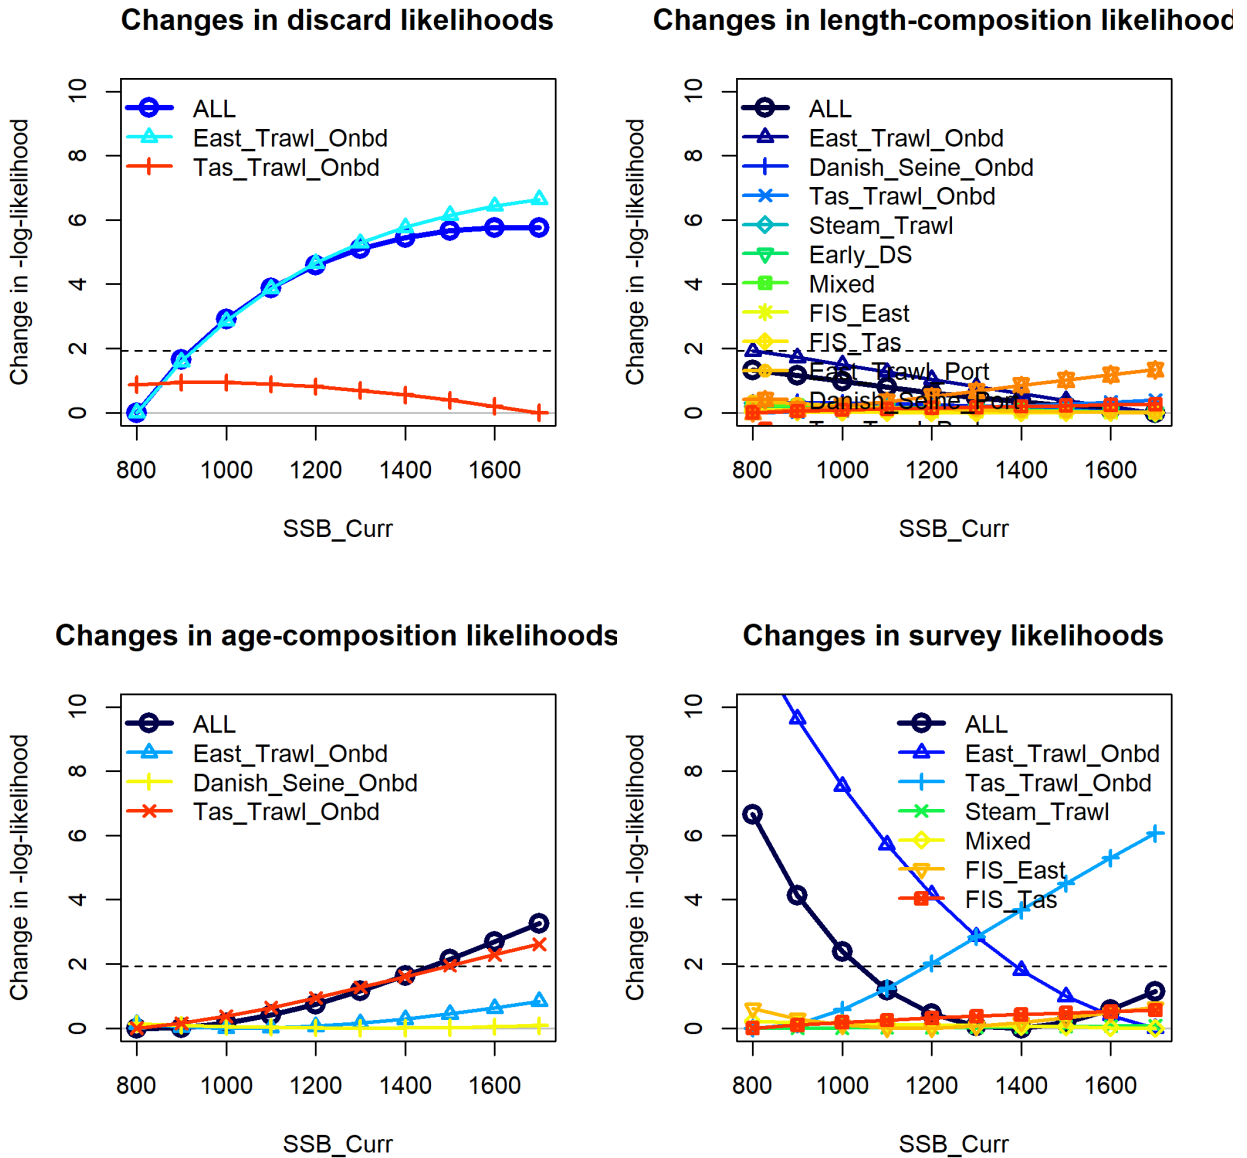 Changes in discard likelihoods
Change in -log-likelihood
10
8
6
4
2
0
ALL
East_Trawl_Onbd
Tas_Trawl_Onbd
800
1000
1200
1400
1600
SSB_Curr
Changes in length-composition likelihood
Change in -log-likelihood
10
8
6
4
2
0
ALL
East_Trawl_Onbd
Danish_Seine_Onbd
Tas_Trawl_Onbd
Steam_Trawl
Early_DS
Mixed
FIS_East
FIS_Tas
East_Trawl_Port
Danish_Seine_Port
800
1000
1200
1400
1600
SSB_Curr
Changes in age-composition likelihoods
Change in -log-likelihood
10
8
6
4
2
0
ALL
East_Trawl_Onbd
Danish_Seine_Onbd
Tas_Trawl_Onbd
800
1000
1200
1400
1600
SSB_Curr
Changes in survey likelihoods
Change in -log-likelihood
10
8
6
4
2
0
ALL
East_Trawl_Onbd
Tas_Trawl_Onbd
Steam_Trawl
Mixed
FIS_East
FIS_Tas
800
1000
1200
1400
1600
SSB_Curr